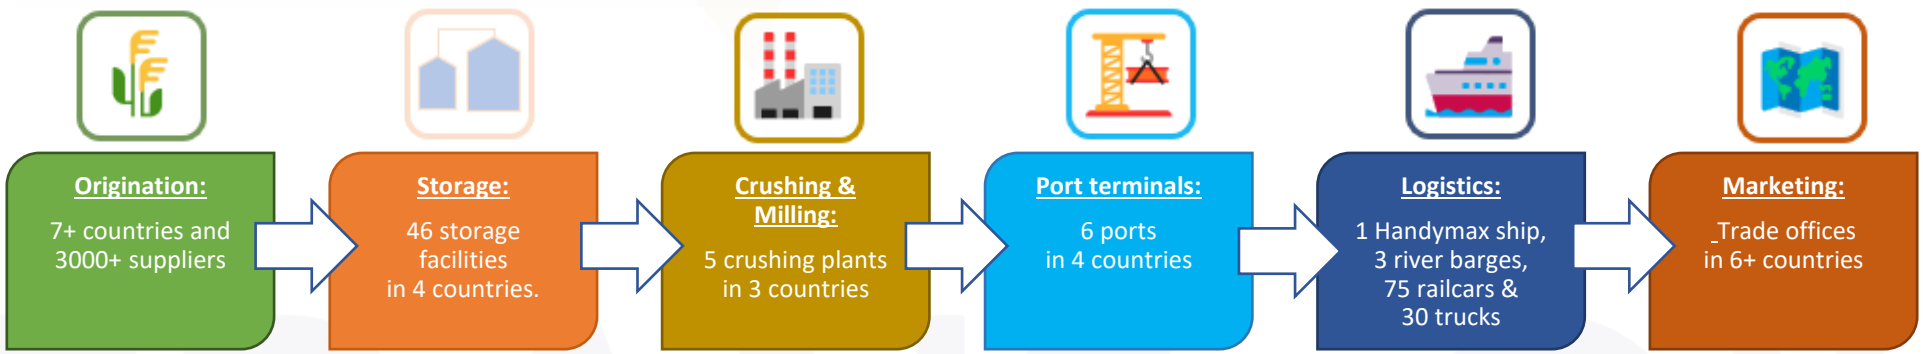 Origination:
7+ countries and
3000+ suppliers
Storage:
46 storage
facilities
in 4 countries.
Crushing &
Milling:
5 crushing plants
in 3 countries
Port terminals:
6 ports
in 4 countries
Logistics:
1 Handymax ship,
3 river barges,
75 railcars &
30 trucks
Marketing:
Trade offices
in 6+ countries